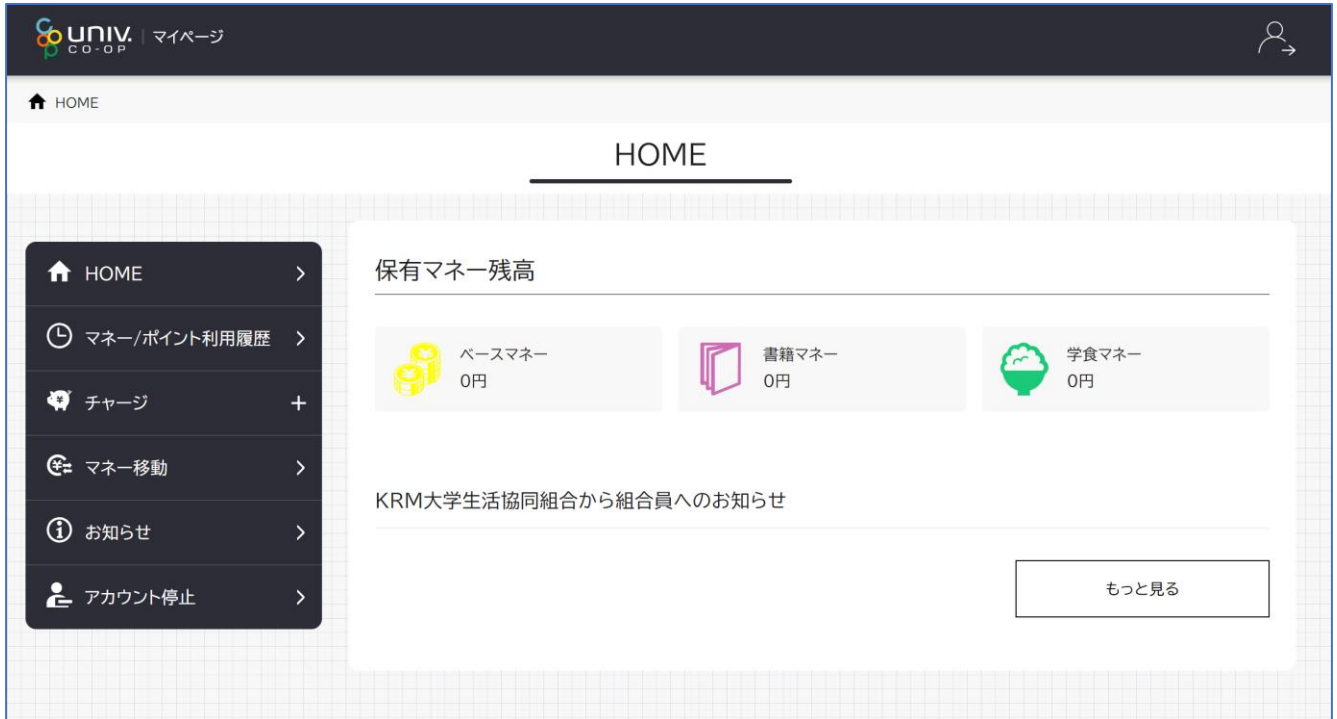 UNIV. CO-OP マイページ
HOME
HOME
HOME
マネー/ポイント利用履歴
チャージ
マネー移動
お知らせ
アカウント停止
保有マネー残高
ベースマネー
0円
書籍マネー
0円
学食マネー
0円
KRM大学生活協同組合から組合員へのお知らせ
もっと見る